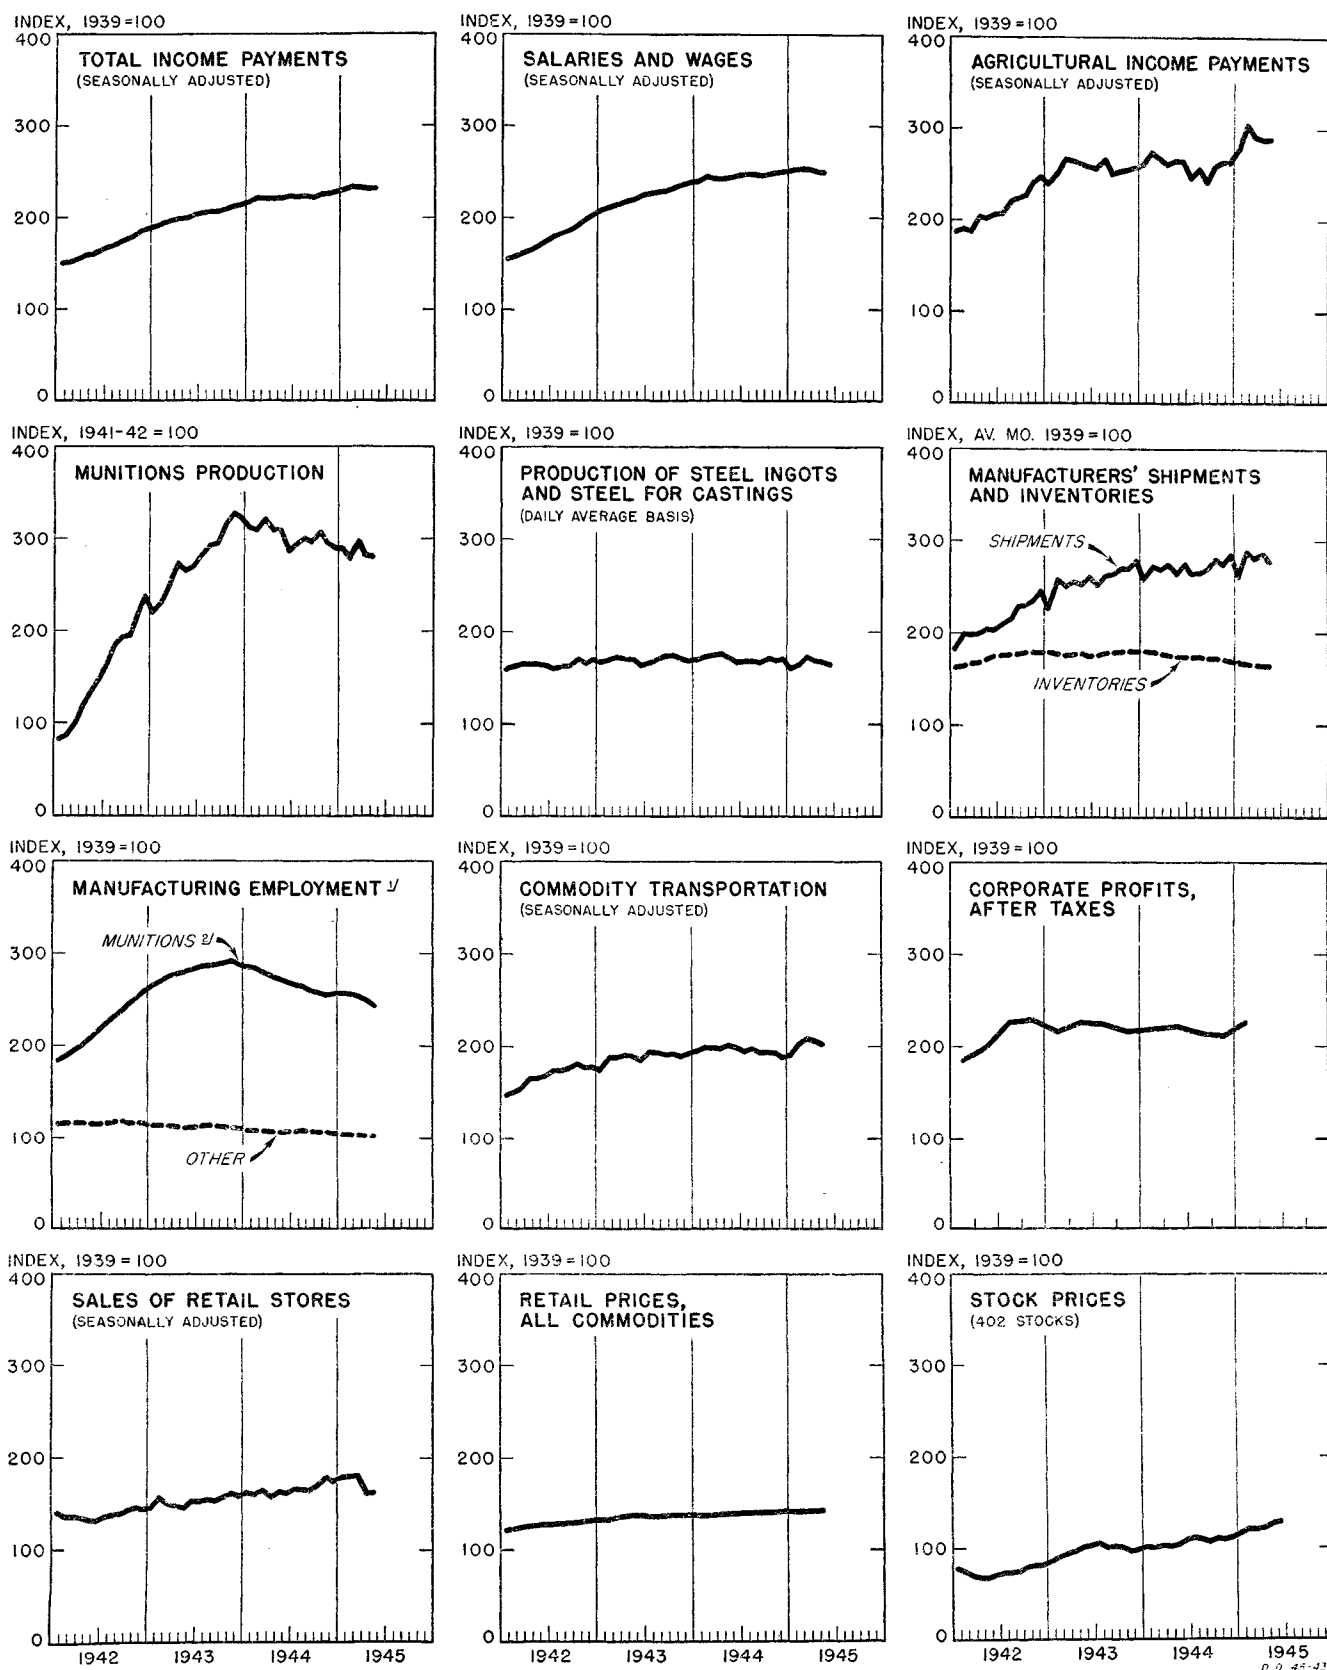 INDEX, 1939=100
400
300
200
100
0
TOTAL INCOME PAYMENTS
(SEASONALLY ADJUSTED)
INDEX, 1939=100
400
300
200
100
0
SALARIES AND WAGES
(SEASONALLY ADJUSTED)
INDEX, 1939=100
400
300
200
100
0
AGRICULTURAL INCOME PAYMENTS
(SEASONALLY ADJUSTED)
INDEX, 1941-42=100
400
300
200
100
0
MUNITIONS PRODUCTION
INDEX, 1939=100
400
300
200
100
0
PRODUCTION OF STEEL INGOTS
AND STEEL FOR CASTINGS
(DAILY AVERAGE BASIS)
INDEX, AV. MO. 1939=100
400
300
200
100
0
MANUFACTURERS' SHIPMENTS
AND INVENTORIES
SHIPMENTS
INVENTORIES
INDEX, 1939=100
400
300
200
100
0
MANUFACTURING EMPLOYMENT 1/
MUNITIONS 2/
OTHER
INDEX, 1939=100
400
300
200
100
0
COMMODITY TRANSPORTATION
(SEASONALLY ADJUSTED)
INDEX, 1939=100
400
300
200
100
0
CORPORATE PROFITS,
AFTER TAXES
INDEX, 1939=100
400
300
200
100
0
SALES OF RETAIL STORES
(SEASONALLY ADJUSTED)
1942 1943 1944 1945
INDEX, 1939=100
400
300
200
100
0
RETAIL PRICES,
ALL COMMODITIES
1942 1943 1944 1945
INDEX, 1939=100
400
300
200
100
0
STOCK PRICES
(402 STOCKS)
1942 1943 1944 1945